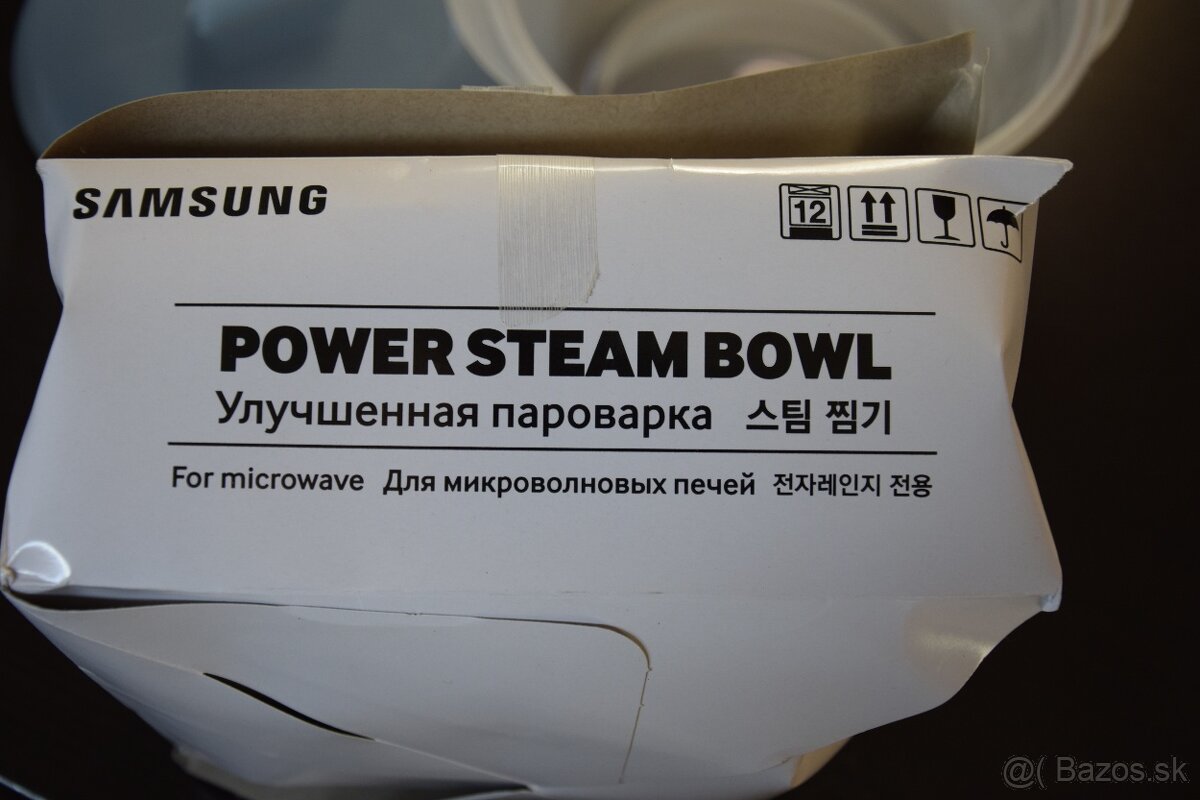 SAMSUNG
12
POWER STEAM BOWL
Улучшенная пароварка 스팀 찜기
For microwave Для микроволновых печей 전자레인지 전용
@( Bazos.sk